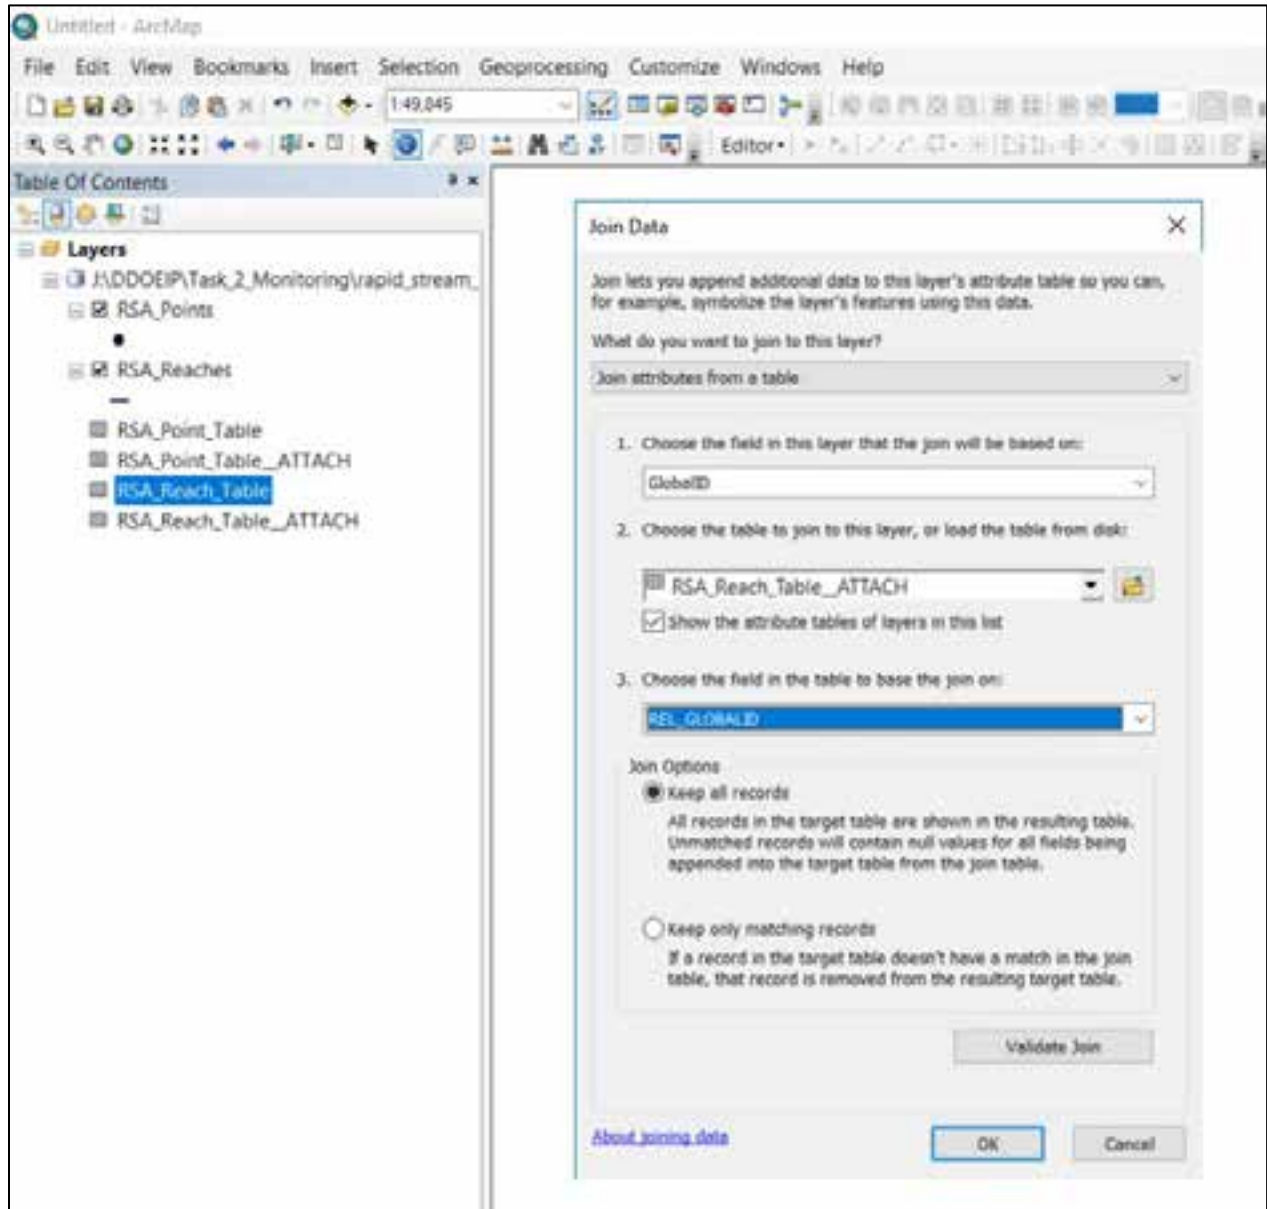 Untitled - ArcMap
File Edit View Bookmarks Insert Selection Geoprocessing Customize Windows Help
1:49,845
Editor
Table Of Contents
Layers
J:\DDOEIP\Task_2_Monitoring\rapid_stream_
RSA_Points
RSA_Reaches
RSA_Point_Table
RSA_Point_Table__ATTACH
RSA_Reach_Table
RSA_Reach_Table__ATTACH
Join Data
Join lets you append additional data to this layer's attribute table so you can,
for example, symbolize the layer's features using this data.
What do you want to join to this layer?
Join attributes from a table
1. Choose the field in this layer that the join will be based on:
GlobalID
2. Choose the table to join to this layer, or load the table from disk:
RSA_Reach_Table__ATTACH
Show the attribute tables of layers in this list
3. Choose the field in the table to base the join on:
REL_GLOBALID
Join Options
Keep all records
All records in the target table are shown in the resulting table.
Unmatched records will contain null values for all fields being
appended into the target table from the join table.
Keep only matching records
If a record in the target table doesn't have a match in the join
table, that record is removed from the resulting target table.
Validate Join
About joining data
OK
Cancel